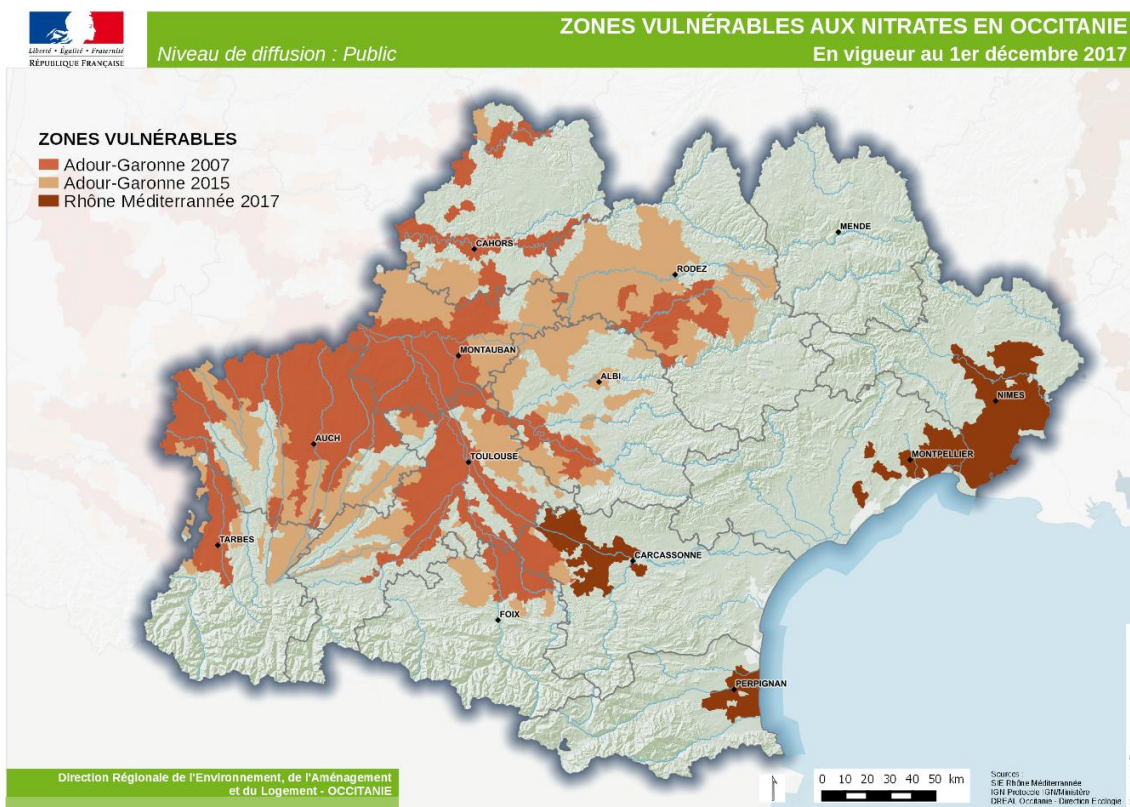 Liberté • Égalité • Fraternité
RÉPUBLIQUE FRANÇAISE
Niveau de diffusion : Public
ZONES VULNÉRABLES AUX NITRATES EN OCCITANIE
En vigueur au 1er décembre 2017
ZONES VULNÉRABLES
Adour-Garonne 2007
Adour-Garonne 2015
Rhône Méditerrannée 2017
MENDE
CAHORS
RODEZ
MONTAUBAN
ALBI
NIMES
AUCH
TOULOUSE
MONTPELLIER
TARBES
CARCASSONNE
FOIX
PERPIGNAN
Direction Régionale de l'Environnement, de l'Aménagement
et du Logement - OCCITANIE
0 10 20 30 40 50 km
Sources :
SIE Rhône Méditerrannée
IGN Protocole IGN/Ministère
DREAL Occitanie - Direction Ecologie